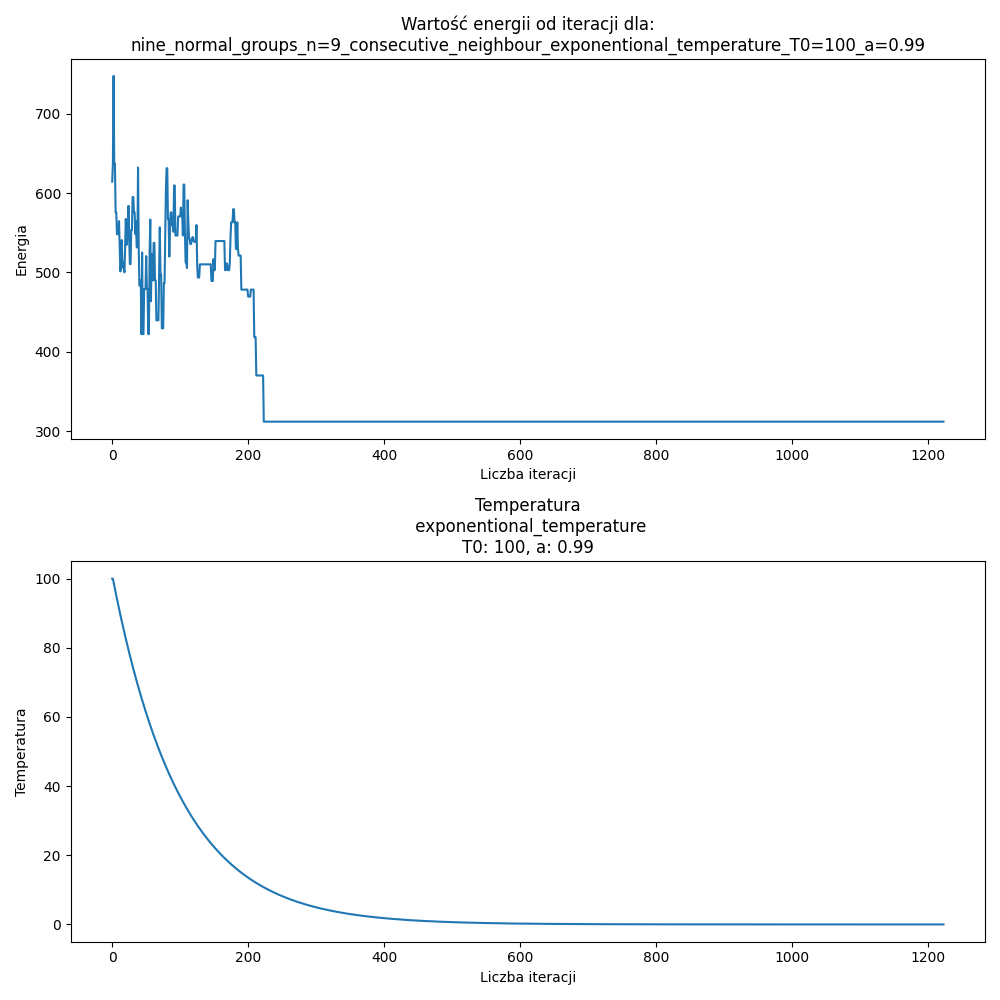 Wartość energii od iteracji dla:
nine_normal_groups_n=9_consecutive_neighbour_exponentional_temperature_T0=100_a=0.99
700
600
500
400
300
Energia
0 200 400 600 800 1000 1200
Liczba iteracji
Temperatura
exponentional_temperature
T0: 100, a: 0.99
100
80
60
40
20
0
Temperatura
0 200 400 600 800 1000 1200
Liczba iteracji